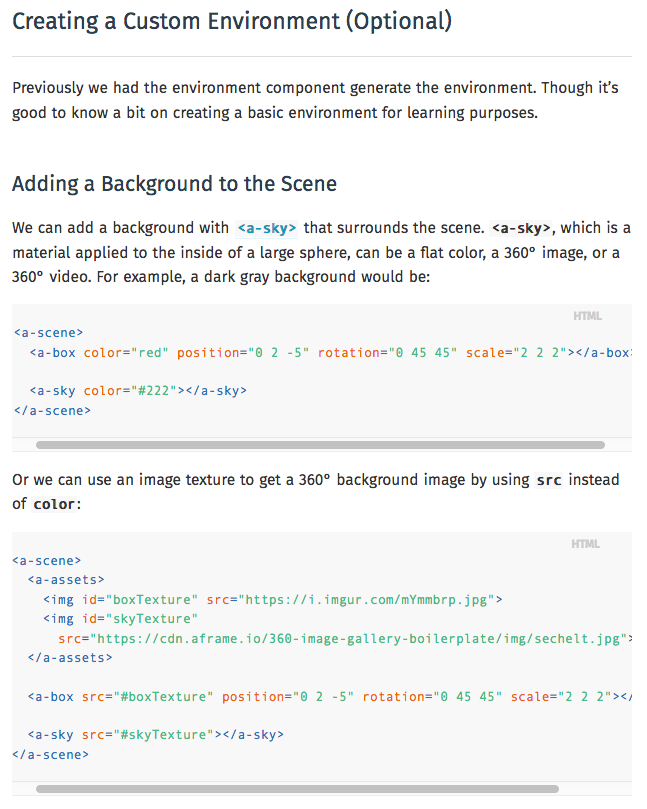 Creating a Custom Environment (Optional)
Previously we had the environment component generate the environment. Though it's
good to know a bit on creating a basic environment for learning purposes.
Adding a Background to the Scene
We can add a background with <a-sky> that surrounds the scene. <a-sky>, which is a
material applied to the inside of a large sphere, can be a flat color, a 360° image, or a
360° video. For example, a dark gray background would be:
HTML
<a-scene>
  <a-box color="red" position="0 2 -5" rotation="0 45 45" scale="2 2 2"></a-box
  <a-sky color="#222"></a-sky>
</a-scene>
Or we can use an image texture to get a 360° background image by using src instead
of color:
HTML
<a-scene>
  <a-assets>
    <img id="boxTexture" src="https://i.imgur.com/mYmmbrp.jpg">
    <img id="skyTexture"
      src="https://cdn.aframe.io/360-image-gallery-boilerplate/img/sechelt.jpg">
  </a-assets>
  <a-box src="#boxTexture" position="0 2 -5" rotation="0 45 45" scale="2 2 2"></
  <a-sky src="#skyTexture"></a-sky>
</a-scene>